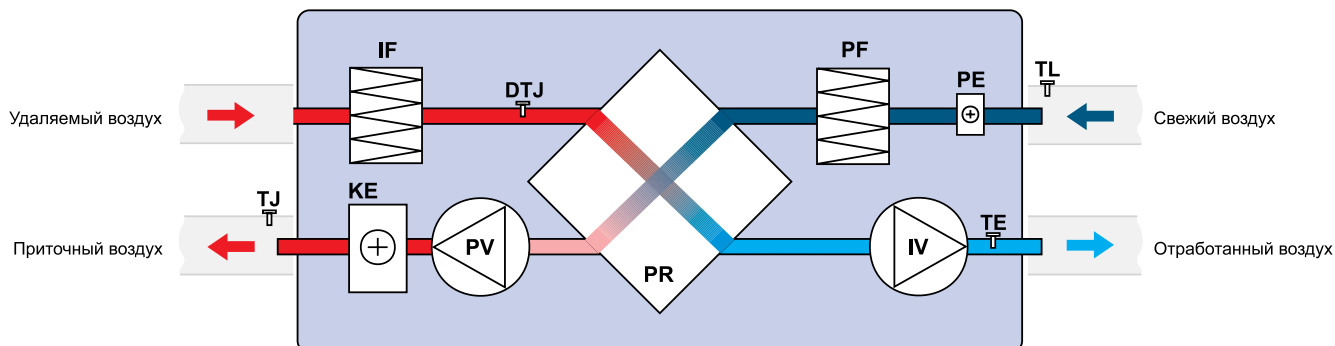 IF
PF
DTJ
PE
TL
Удаляемый воздух
Свежий воздух
TJ
KE
TE
Приточный воздух
PV
PR
IV
Отработанный воздух